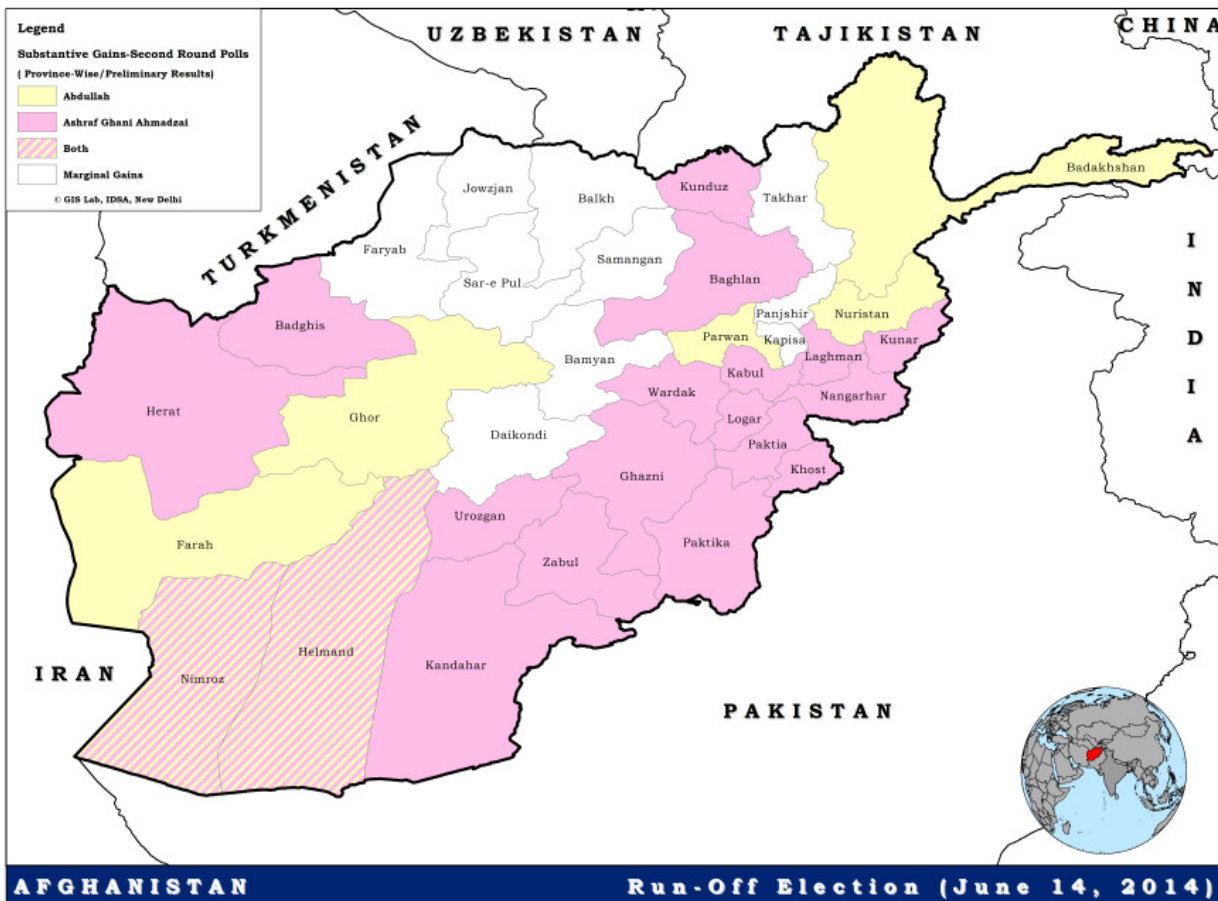 Legend
Substantive Gains-Second Round Polls
( Province-Wise/Preliminary Results)
Abdullah
Ashraf Ghani Ahmadzai
Both
Marginal Gains
© GIS Lab, IDSA, New Delhi
UZBEKISTAN
TAJIKISTAN
CHINA
TURKMENISTAN
INDIA
IRAN
PAKISTAN
Badakhshan
Jowzjan
Balkh
Kunduz
Takhar
Faryab
Sar-e Pul
Samangan
Baghlan
Badghis
Panjshir
Nuristan
Parwan
Kapisa
Kunar
Bamyan
Laghman
Kabul
Wardak
Nangarhar
Herat
Ghor
Logar
Daikondi
Paktia
Khost
Ghazni
Urozgan
Farah
Paktika
Zabul
Helmand
Kandahar
Nimroz
AFGHANISTAN
Run-Off Election (June 14, 2014)